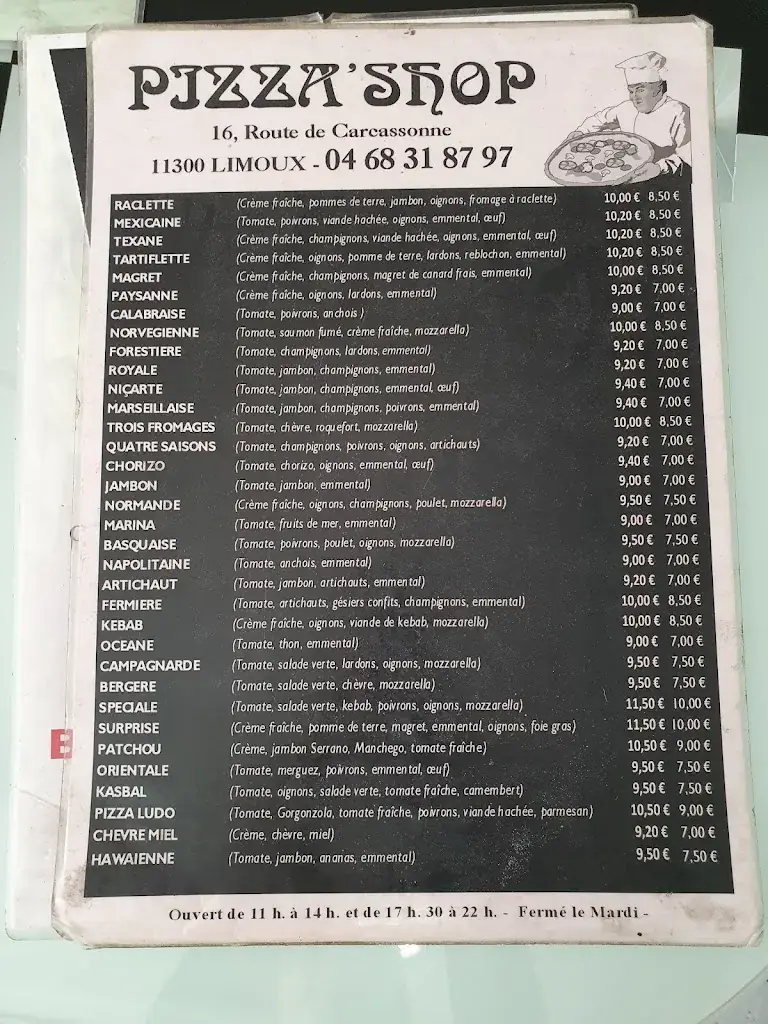 PIZZA'SHOP
16, Route de Carcassonne
11300 LIMOUX - 04 68 31 87 97
RACLETTE (Crème fraîche, pommes de terre, jambon, oignons, fromage à raclette) 10,00 € 8,50 €
MEXICAINE (Tomate, poivrons, viande hachée, oignons, emmental, œuf) 10,20 € 8,50 €
TEXANE (Crème fraîche, champignons, viande hachée, oignons, emmental, œuf) 10,20 € 8,50 €
TARTIFLETTE (Crème fraîche, oignons, pomme de terre, lardons, reblochon, emmental) 10,20 € 8,50 €
MAGRET (Crème fraîche, champignons, magret de canard frais, emmental) 10,00 € 8,50 €
PAYSANNE (Crème fraîche, oignons, lardons, emmental) 9,20 € 7,00 €
CALABRAISE (Tomate, poivrons, anchois ) 9,00 € 7,00 €
NORVEGIENNE (Tomate, saumon fumé, crème fraîche, mozzarella) 10,00 € 8,50 €
FORESTIERE (Tomate, champignons, lardons, emmental) 9,20 € 7,00 €
ROYALE (Tomate, jambon, champignons, emmental) 9,20 € 7,00 €
NIÇARTE (Tomate, jambon, champignons, emmental, œuf) 9,40 € 7,00 €
MARSEILLAISE (Tomate, jambon, champignons, poivrons, emmental) 9,40 € 7,00 €
TROIS FROMAGES (Tomate, chèvre, roquefort, mozzarella) 10,00 € 8,50 €
QUATRE SAISONS (Tomate, champignons, poivrons, oignons, artichauts) 9,20 € 7,00 €
CHORIZO (Tomate, chorizo, oignons, emmental, œuf) 9,40 € 7,00 €
JAMBON (Tomate, jambon, emmental) 9,00 € 7,00 €
NORMANDE (Crème fraîche, oignons, champignons, poulet, mozzarella) 9,50 € 7,50 €
MARINA (Tomate, fruits de mer, emmental) 9,00 € 7,00 €
BASQUAISE (Tomate, poivrons, poulet, oignons, mozzarella) 9,50 € 7,50 €
NAPOLITAINE (Tomate, anchois, emmental) 9,00 € 7,00 €
ARTICHAUT (Tomate, jambon, artichauts, emmental) 9,20 € 7,00 €
FERMIERE (Tomate, artichauts, gésiers confits, champignons, emmental) 10,00 € 8,50 €
KEBAB (Crème fraîche, oignons, viande de kebab, mozzarella) 10,00 € 8,50 €
OCEANE (Tomate, thon, emmental) 9,00 € 7,00 €
CAMPAGNARDE (Tomate, salade verte, lardons, oignons, mozzarella) 9,50 € 7,50 €
BERGERE (Tomate, salade verte, chèvre, mozzarella) 9,50 € 7,50 €
SPECIALE (Tomate, salade verte, kebab, poivrons, oignons, mozzarella) 11,50 € 10,00 €
SURPRISE (Crème fraîche, pomme de terre, magret, emmental, oignons, foie gras) 11,50 € 10,00 €
PATCHOU (Crème, jambon Serrano, Manchego, tomate fraîche) 10,50 € 9,00 €
ORIENTALE (Tomate, merguez, poivrons, emmental, œuf) 9,50 € 7,50 €
KASBAL (Tomate, oignons, salade verte, tomate fraîche, camembert) 9,50 € 7,50 €
PIZZA LUDO (Tomate, Gorgonzola, tomate fraîche, poivrons, viande hachée, parmesan) 10,50 € 9,00 €
CHEVRE MIEL (Crème, chèvre, miel) 9,20 € 7,00 €
HAWAIENNE (Tomate, jambon, ananas, emmental) 9,50 € 7,50 €
Ouvert de 11 h. à 14 h. et de 17 h. 30 à 22 h. - Fermé le Mardi -